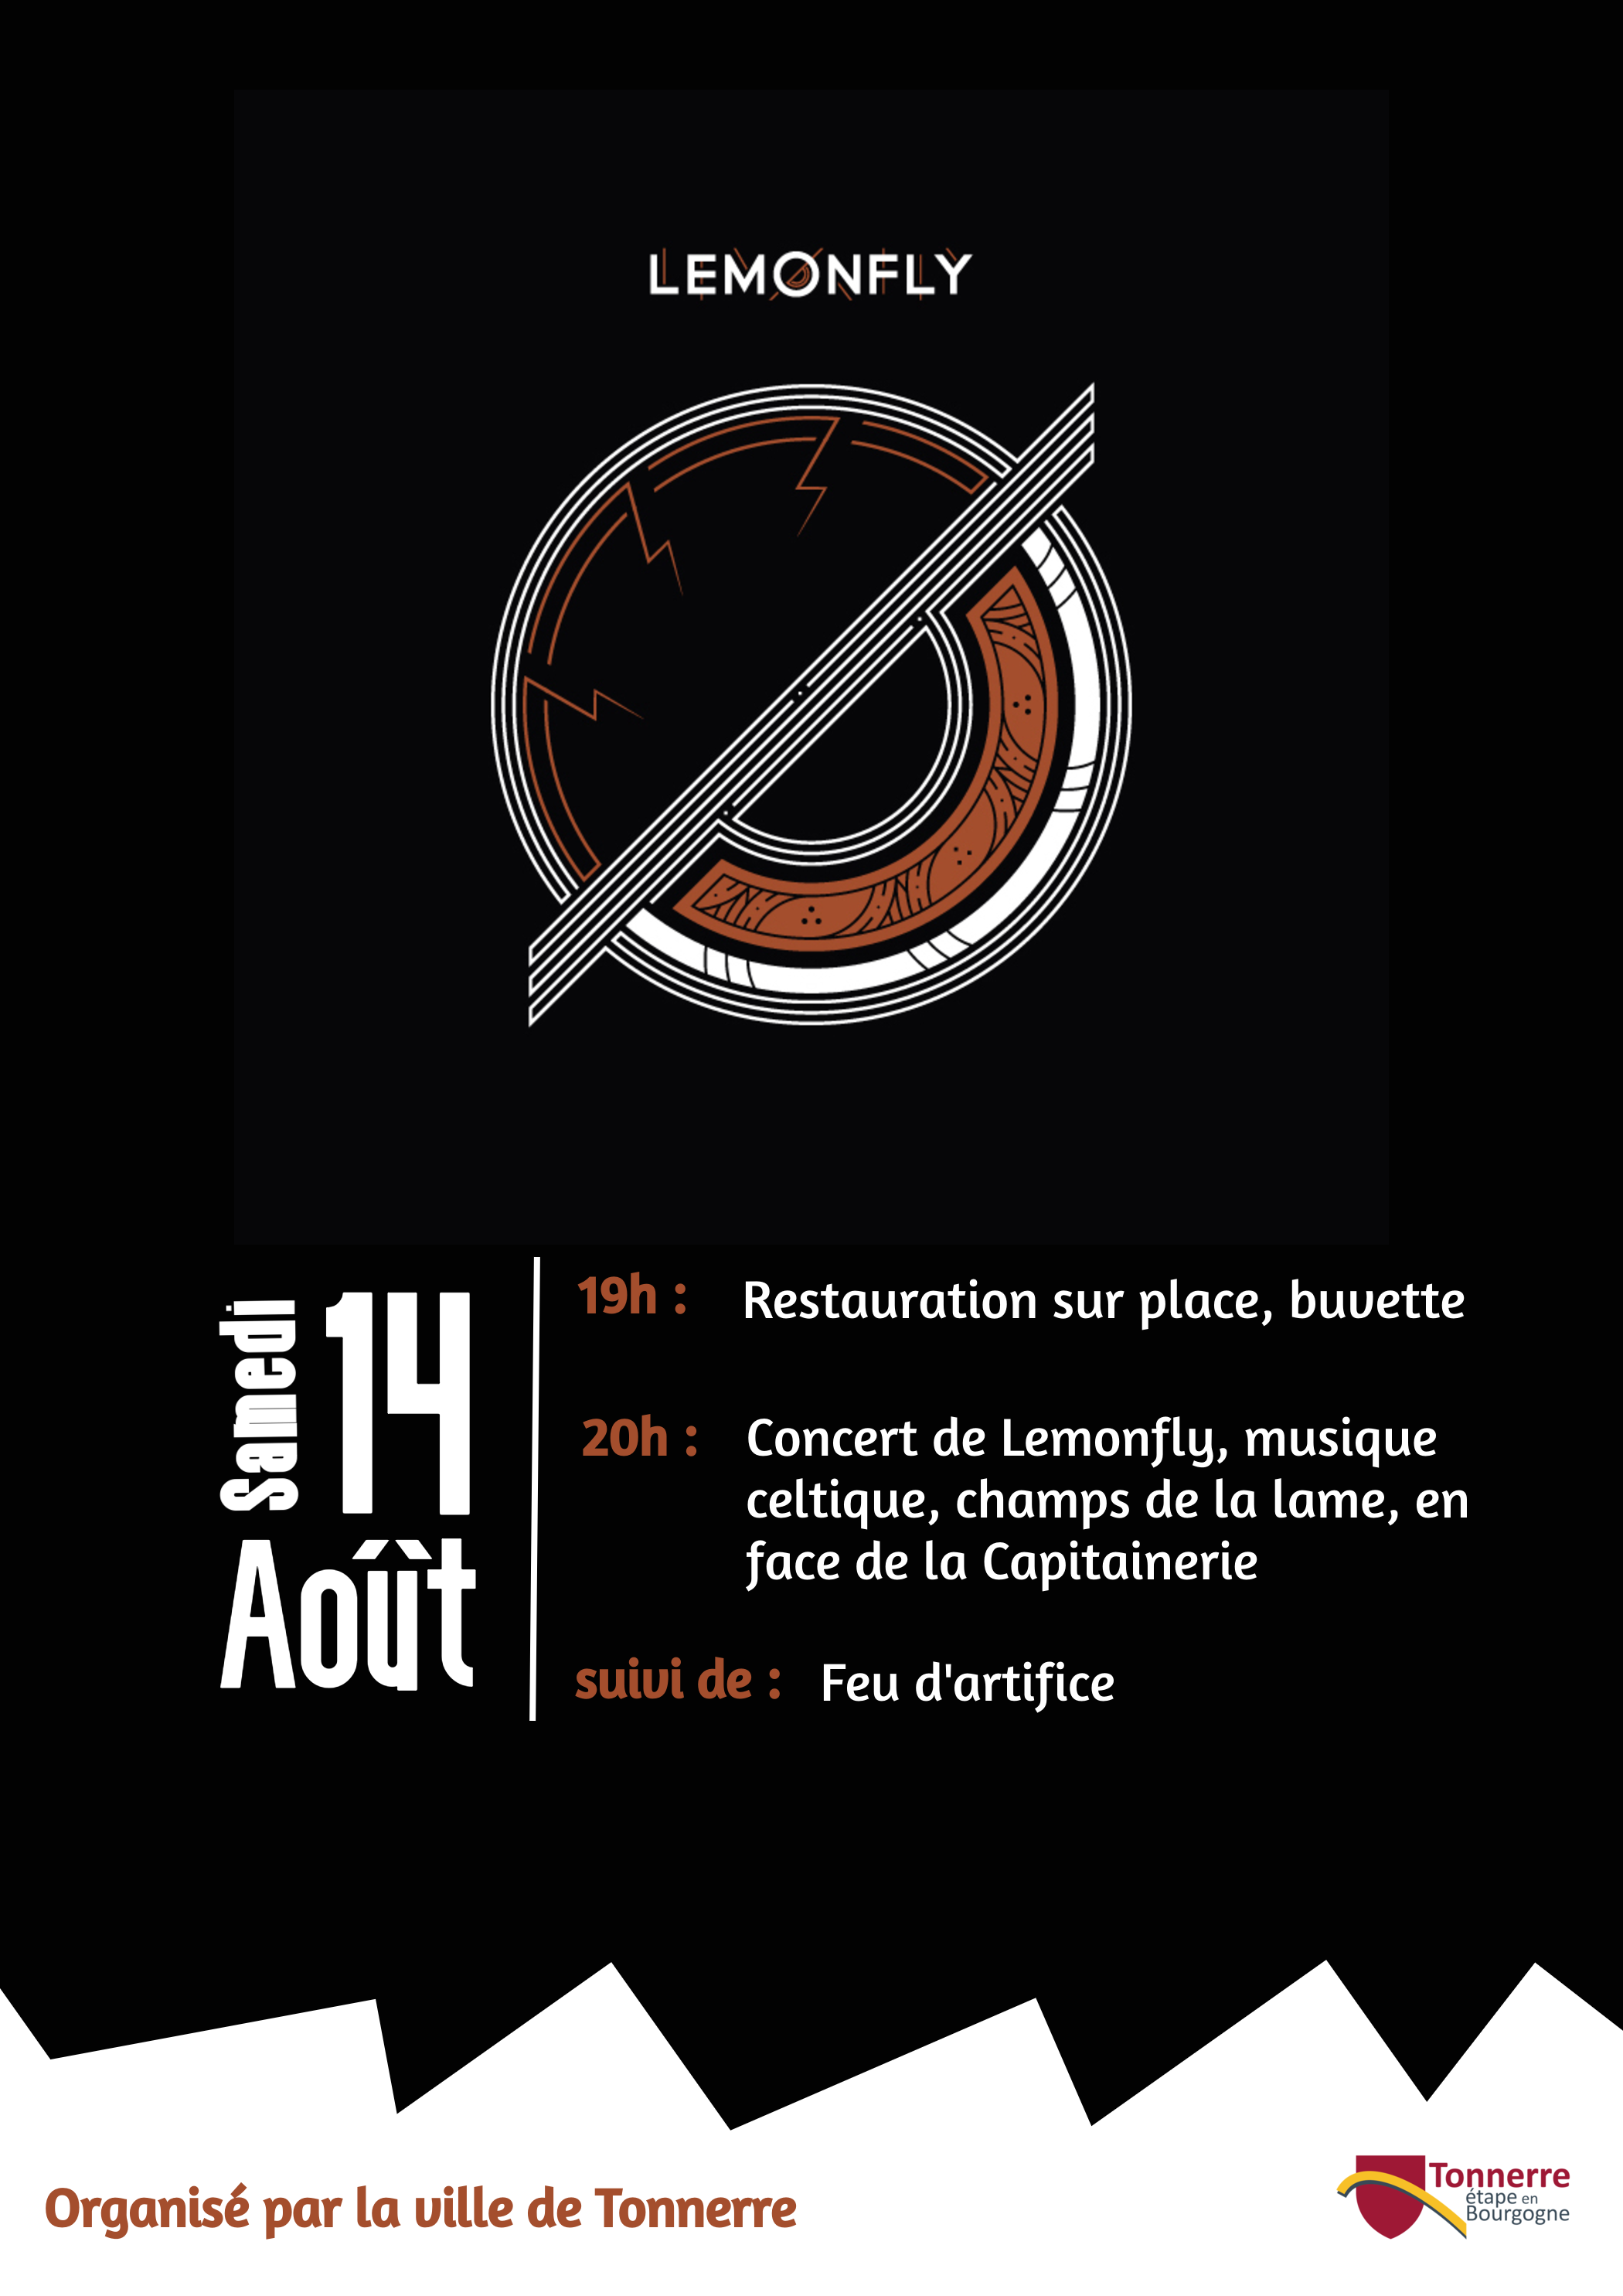 LEMONFLY
Samedi
14
Août
19h : Restauration sur place, buvette
20h : Concert de Lemonfly, musique
celtique, champs de la lame, en
face de la Capitainerie
suivi de : Feu d'artifice
Organisé par la ville de Tonnerre
Tonnerre
étape en
Bourgogne